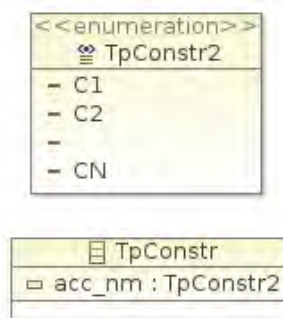 <<enumeration>>
TpConstr2
- C1
- C2
-
- CN
TpConstr
acc_nm : TpConstr2